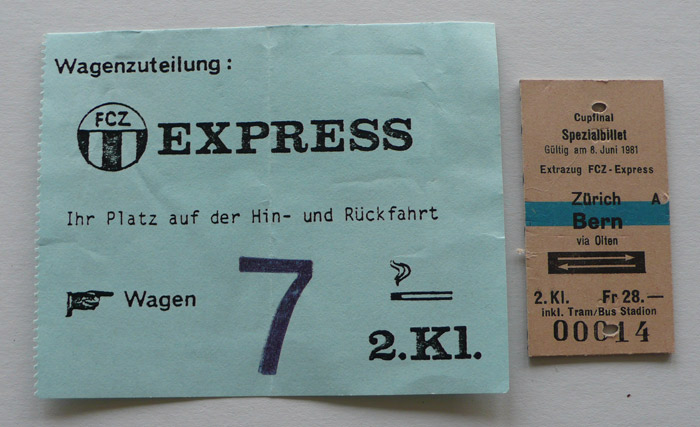 Wagenzuteilung:
FCZ
EXPRESS
Ihr Platz auf der Hin- und Rückfahrt
Wagen 7
2.Kl.
Cupfinal
Spezialbillet
Gültig am 8. Juni 1981
Extrazug FCZ-Express
Zürich A
Bern
via Olten
2. Kl. Fr 28.—
inkl. Tram/Bus Stadion
00014